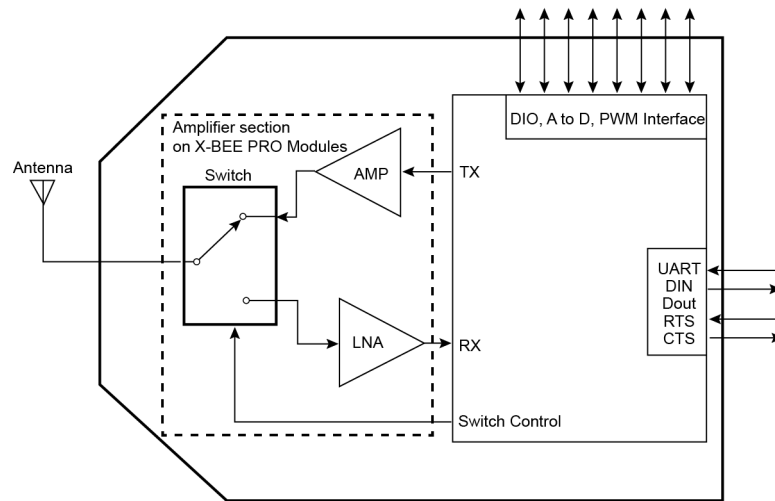 DIO, A to D, PWM Interface
Amplifier section
on X-BEE PRO Modules
Antenna
Switch
AMP
TX
UART
DIN
Dout
RTS
CTS
LNA
RX
Switch Control